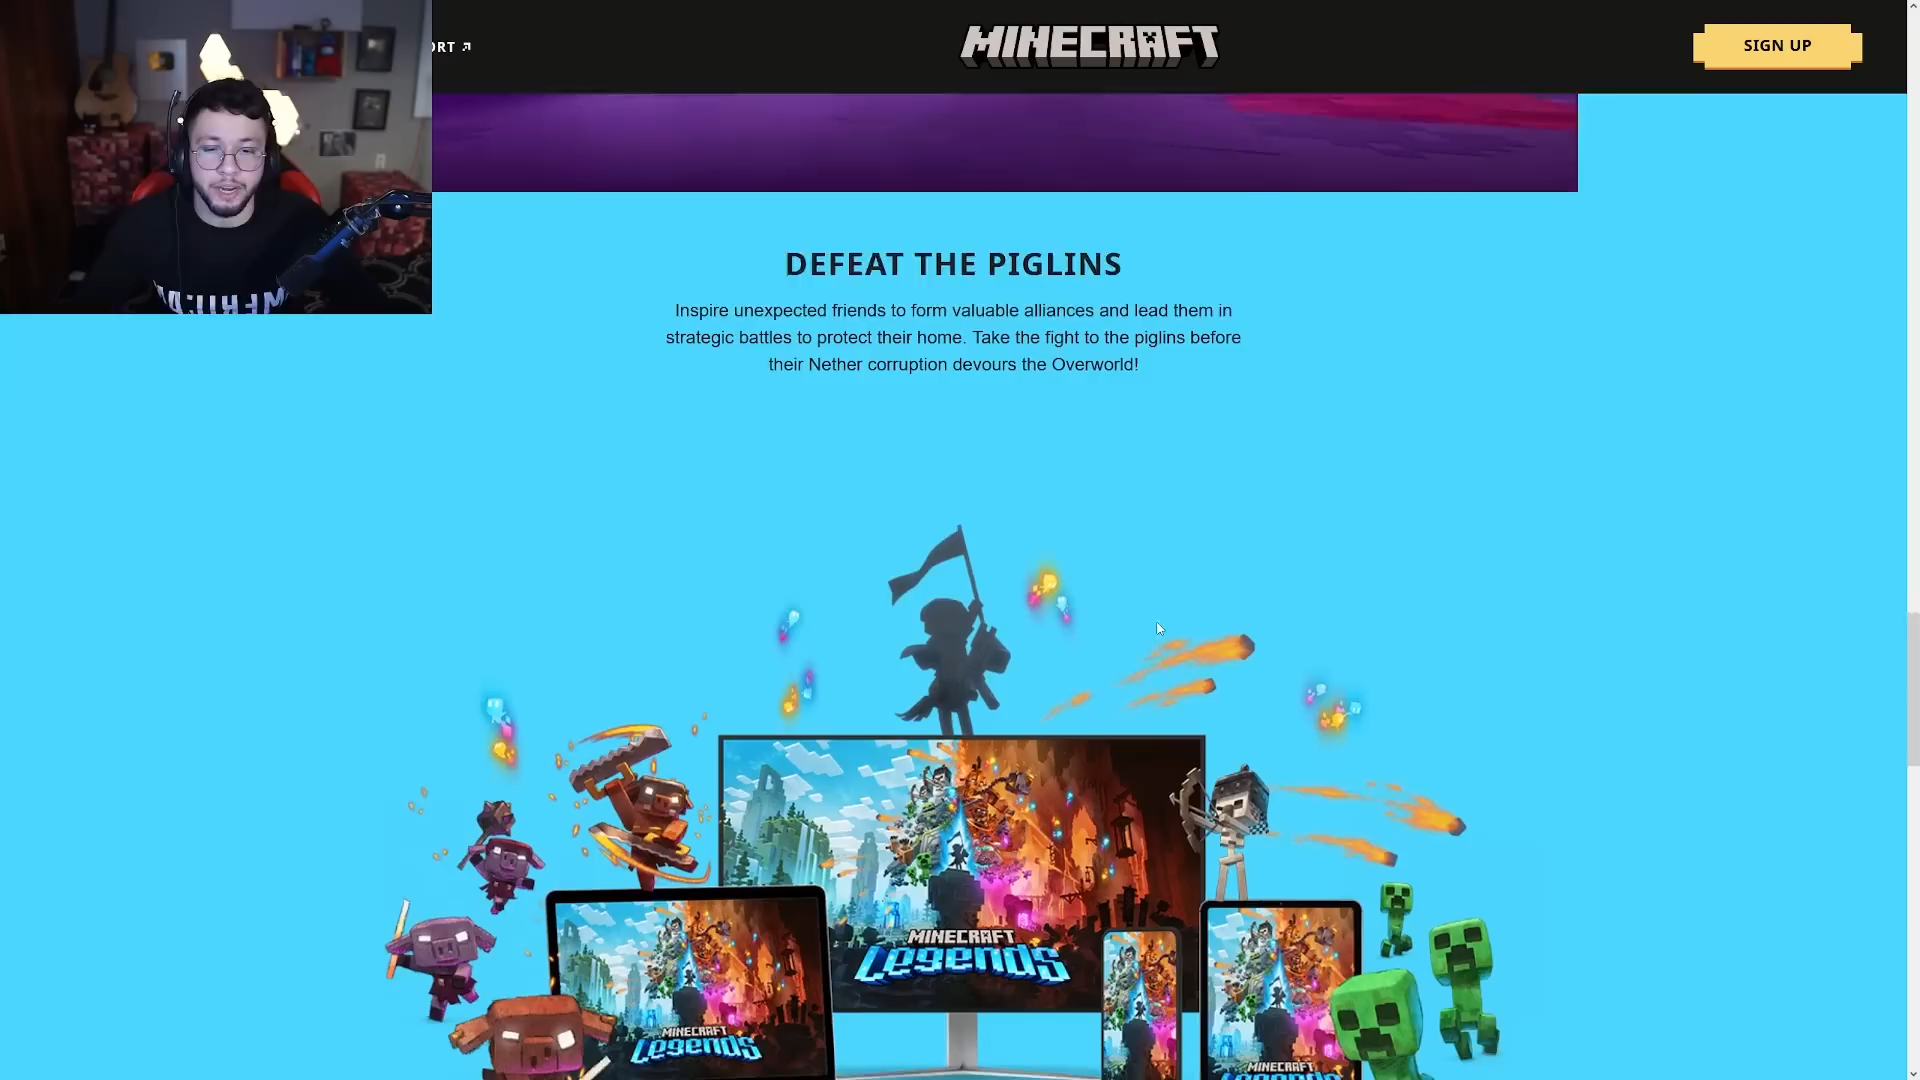 ORT
MINECRAFT
SIGN UP
DEFEAT THE PIGLINS
Inspire unexpected friends to form valuable alliances and lead them in
strategic battles to protect their home. Take the fight to the piglins before
their Nether corruption devours the Overworld!
MINECRAFT
Legends
MINECRAFT
Legends
MINECRAFT
Legends